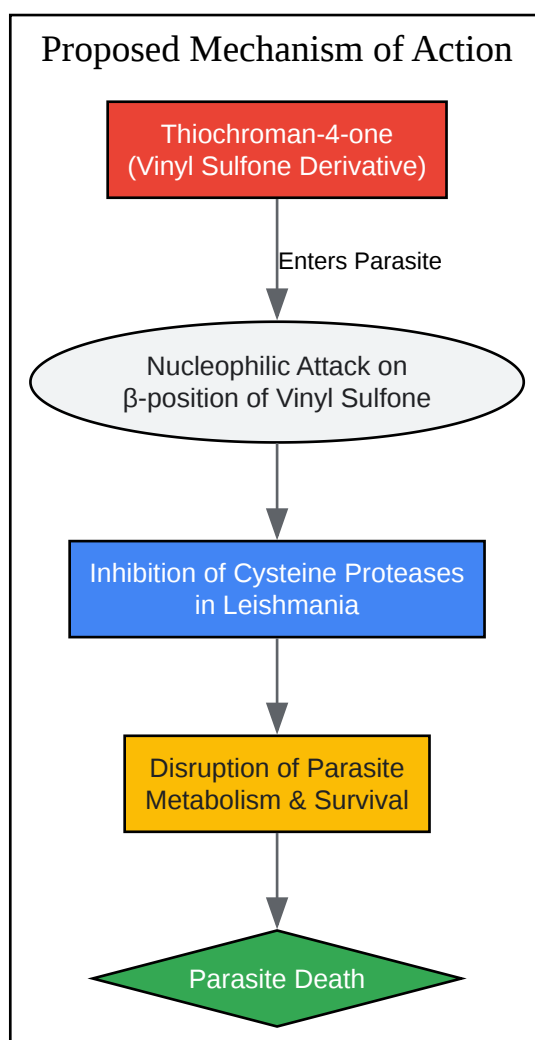 Proposed Mechanism of Action
Thiochroman-4-one
(Vinyl Sulfone Derivative)
Enters Parasite
Nucleophilic Attack on
β-position of Vinyl Sulfone
Inhibition of Cysteine Proteases
in Leishmania
Disruption of Parasite
Metabolism & Survival
Parasite Death